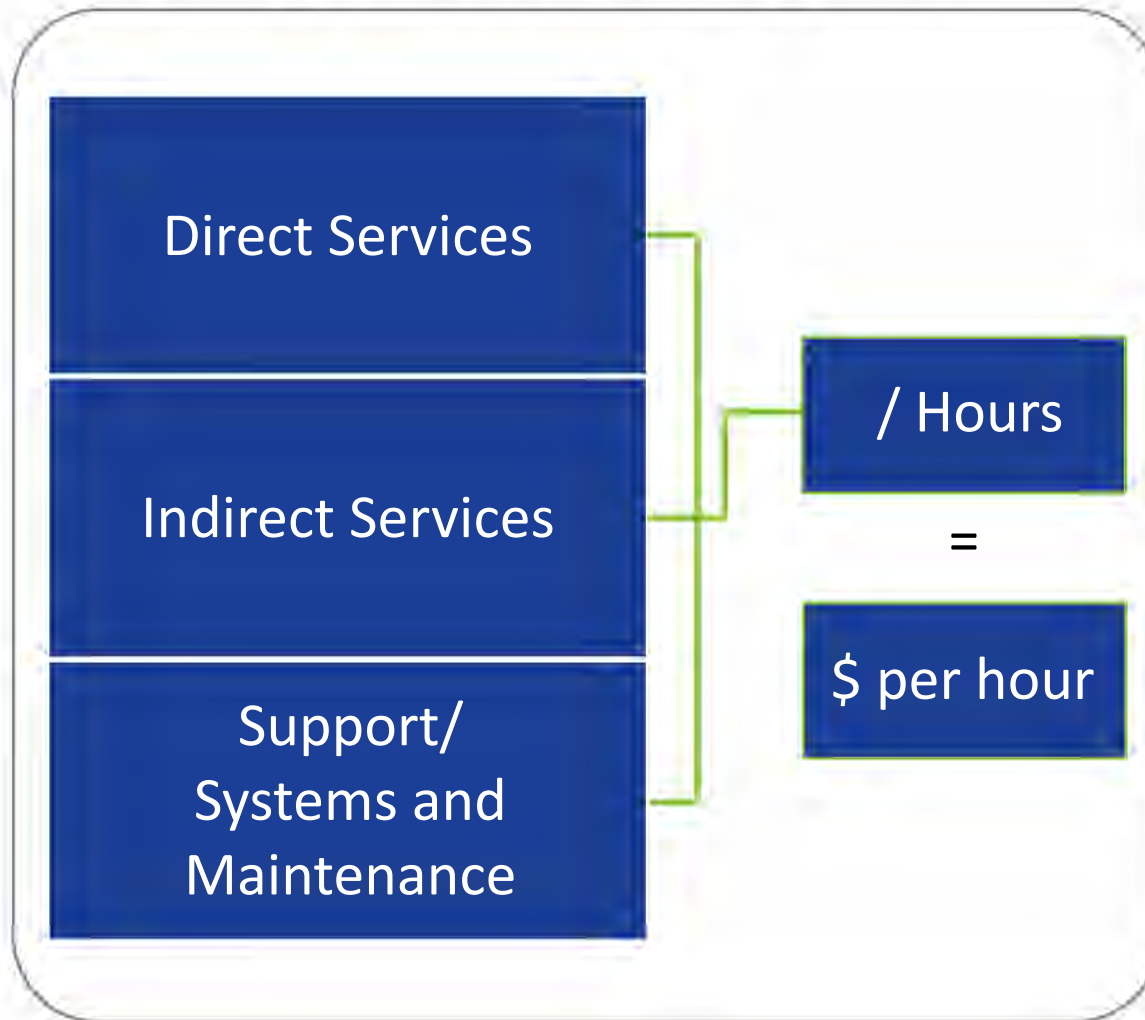 Direct Services
Indirect Services
Support/
Systems and
Maintenance
/ Hours
=
$ per hour